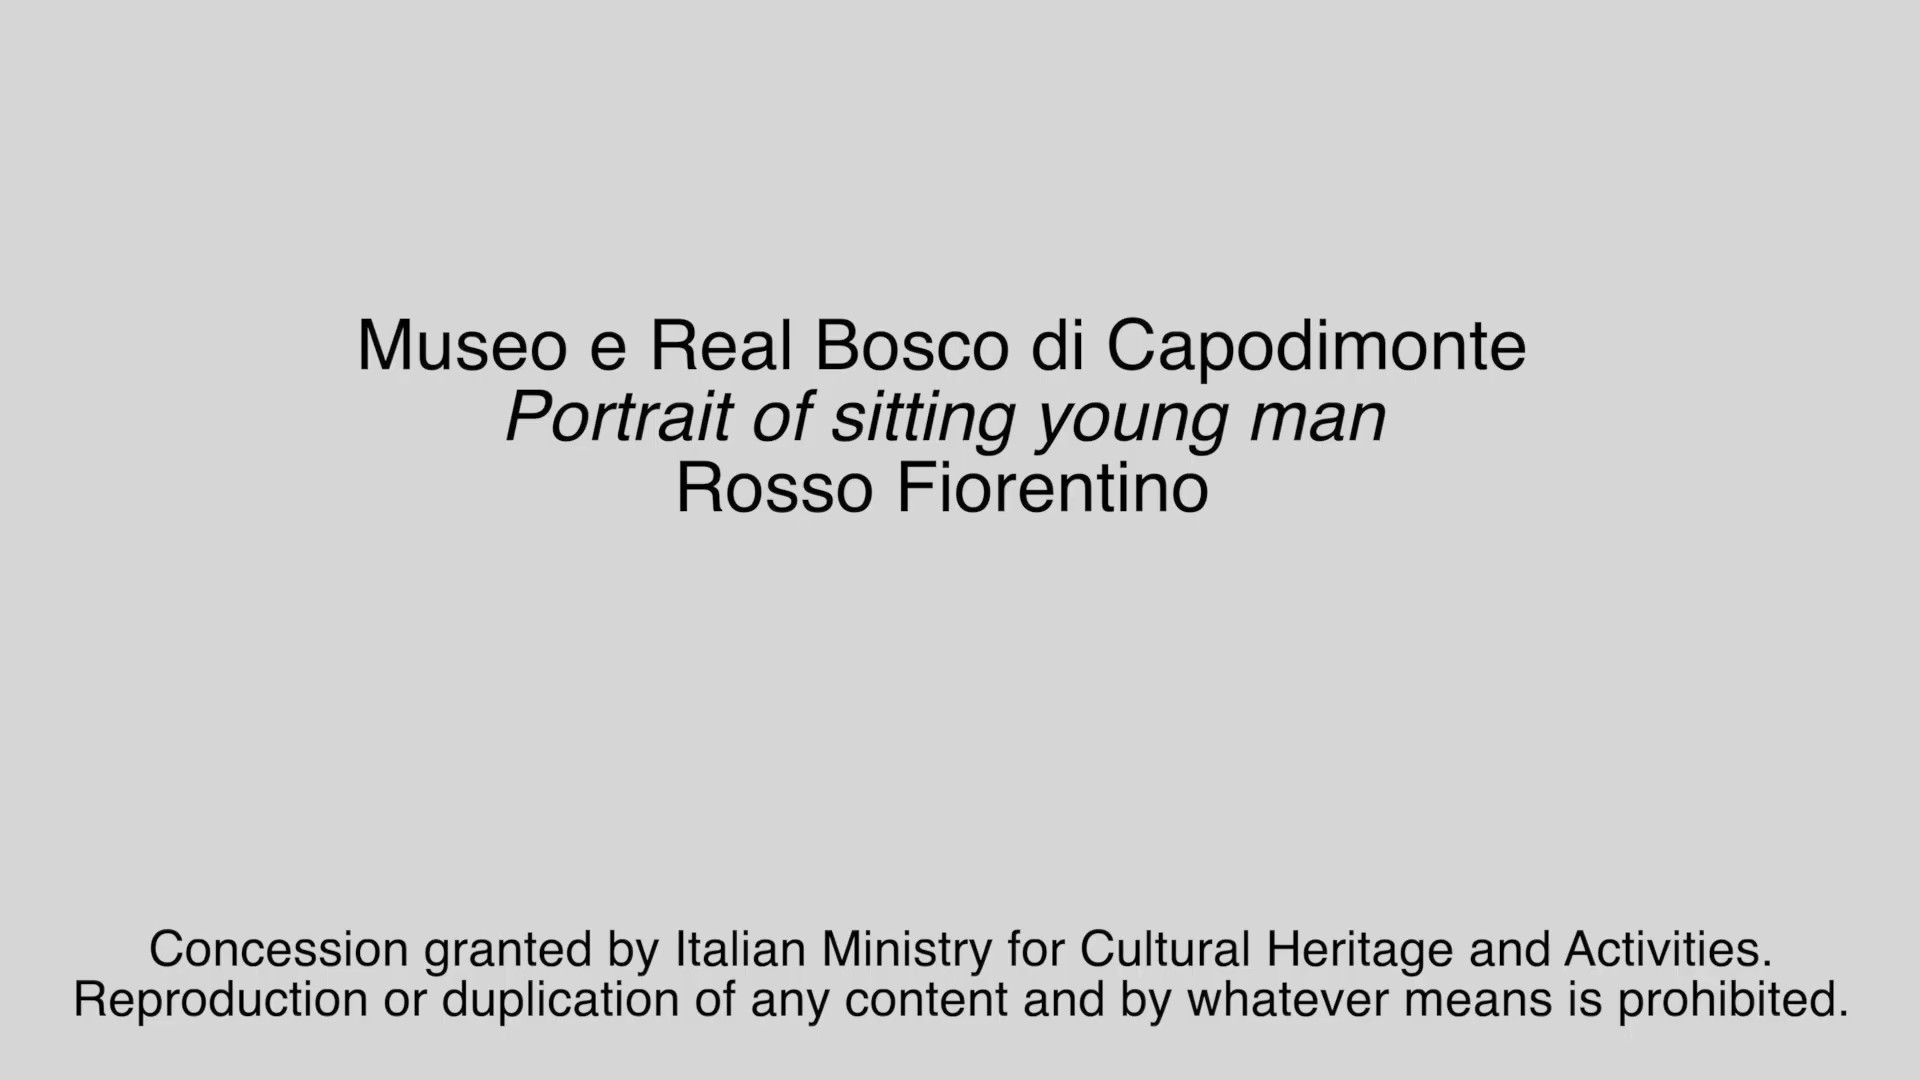 Museo e Real Bosco di Capodimonte
Portrait of sitting young man
Rosso Fiorentino
Concession granted by Italian Ministry for Cultural Heritage and Activities.
Reproduction or duplication of any content and by whatever means is prohibited.